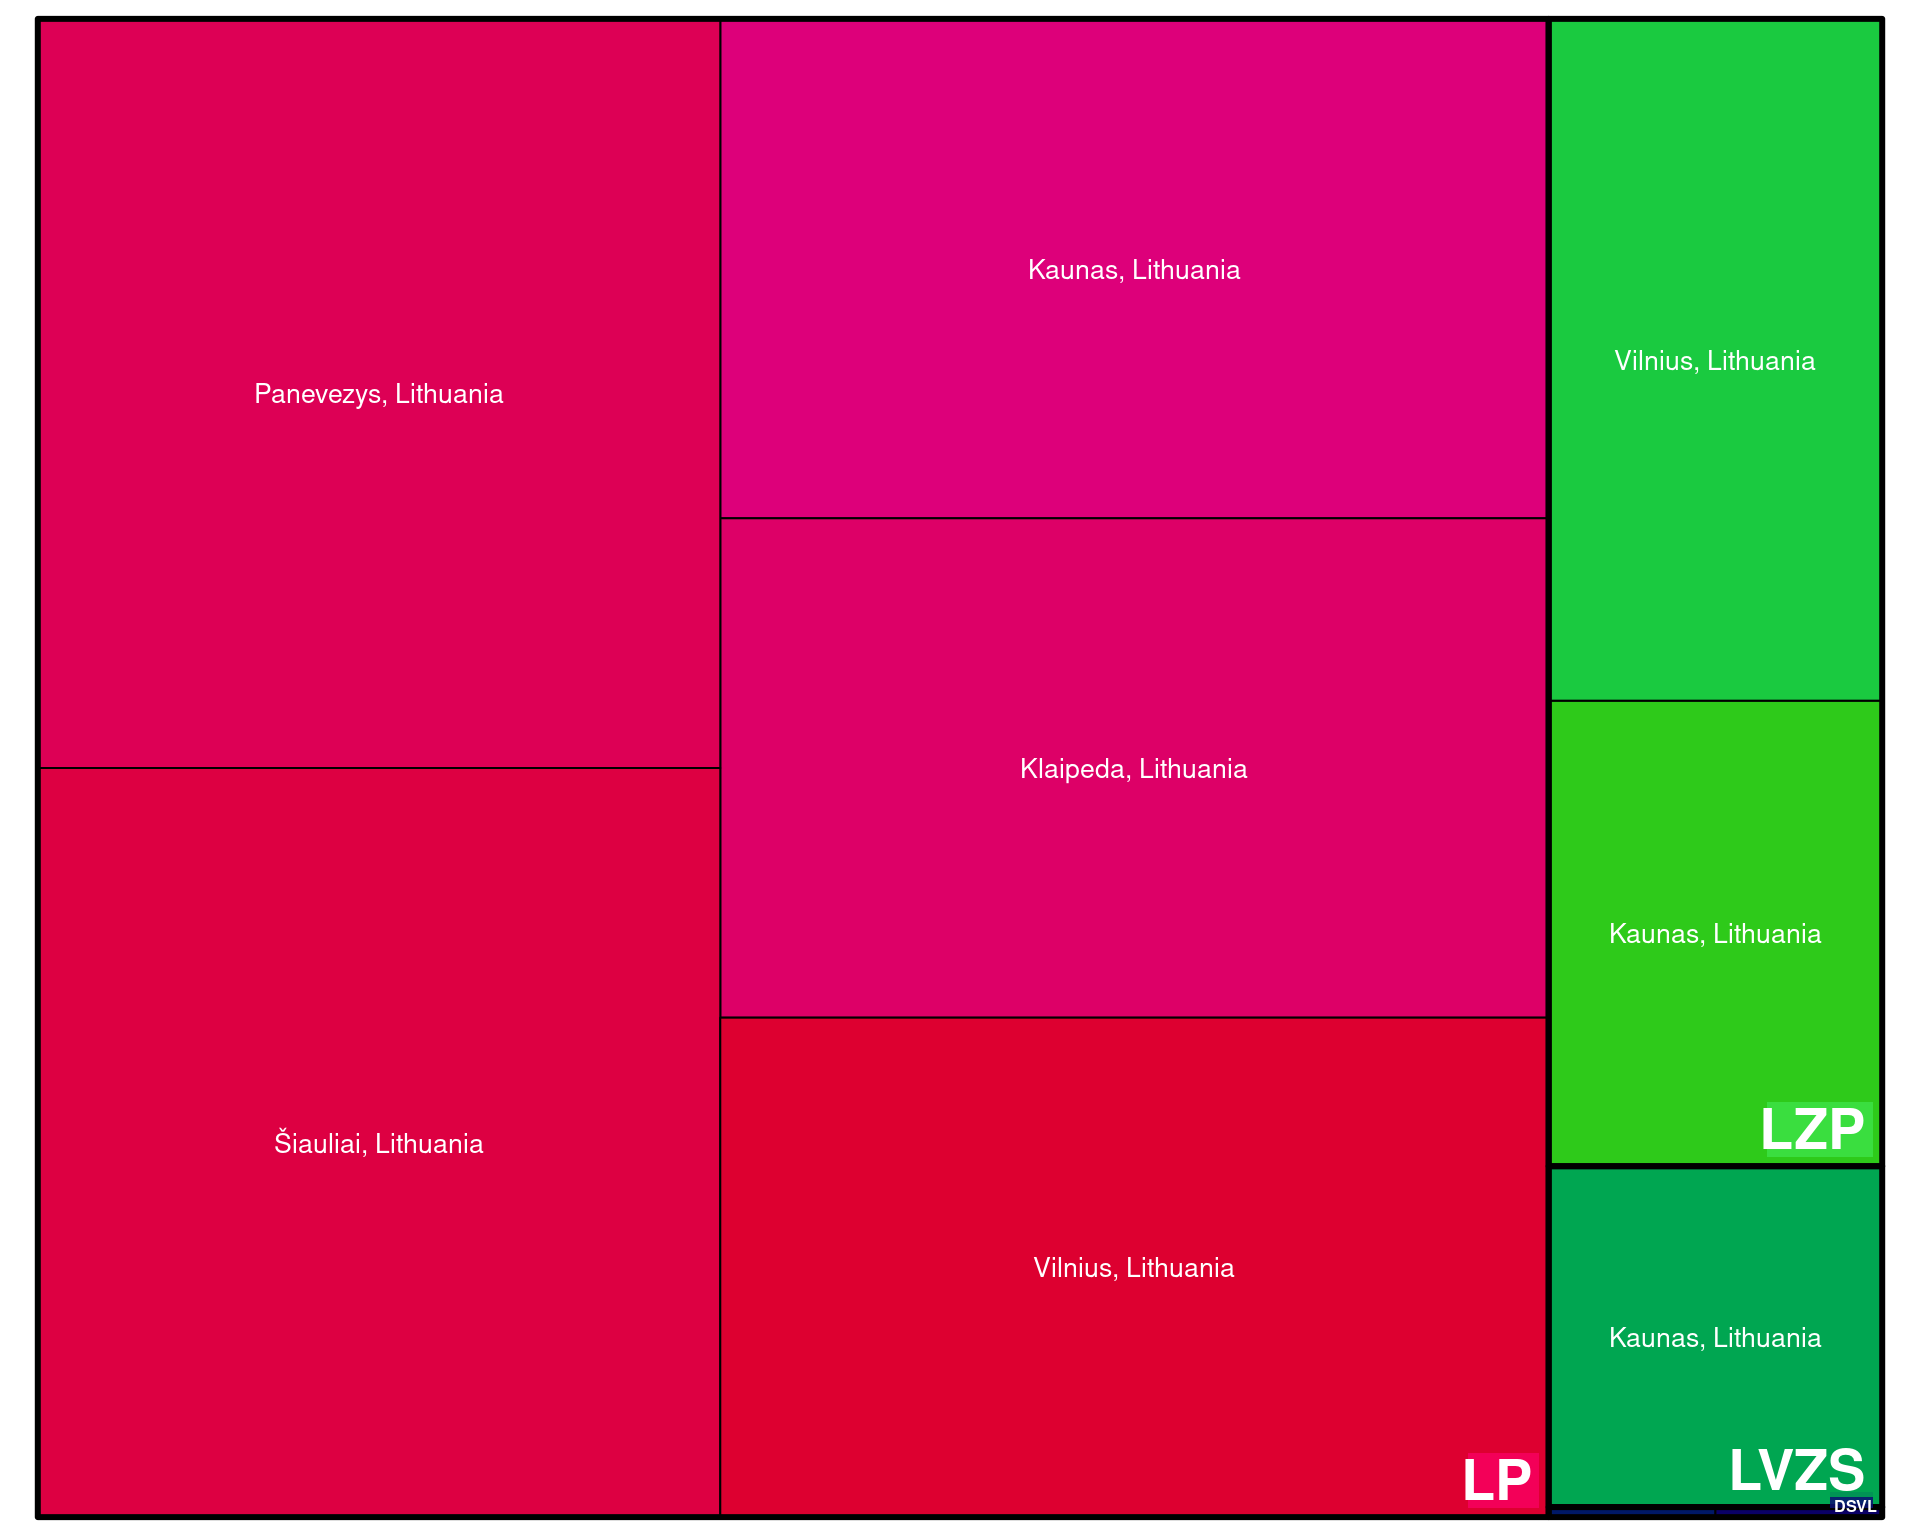 Panevezys, Lithuania
Šiauliai, Lithuania
Kaunas, Lithuania
Klaipeda, Lithuania
Vilnius, Lithuania
LP
Vilnius, Lithuania
Kaunas, Lithuania
LZP
Kaunas, Lithuania
LVZS
DSVL